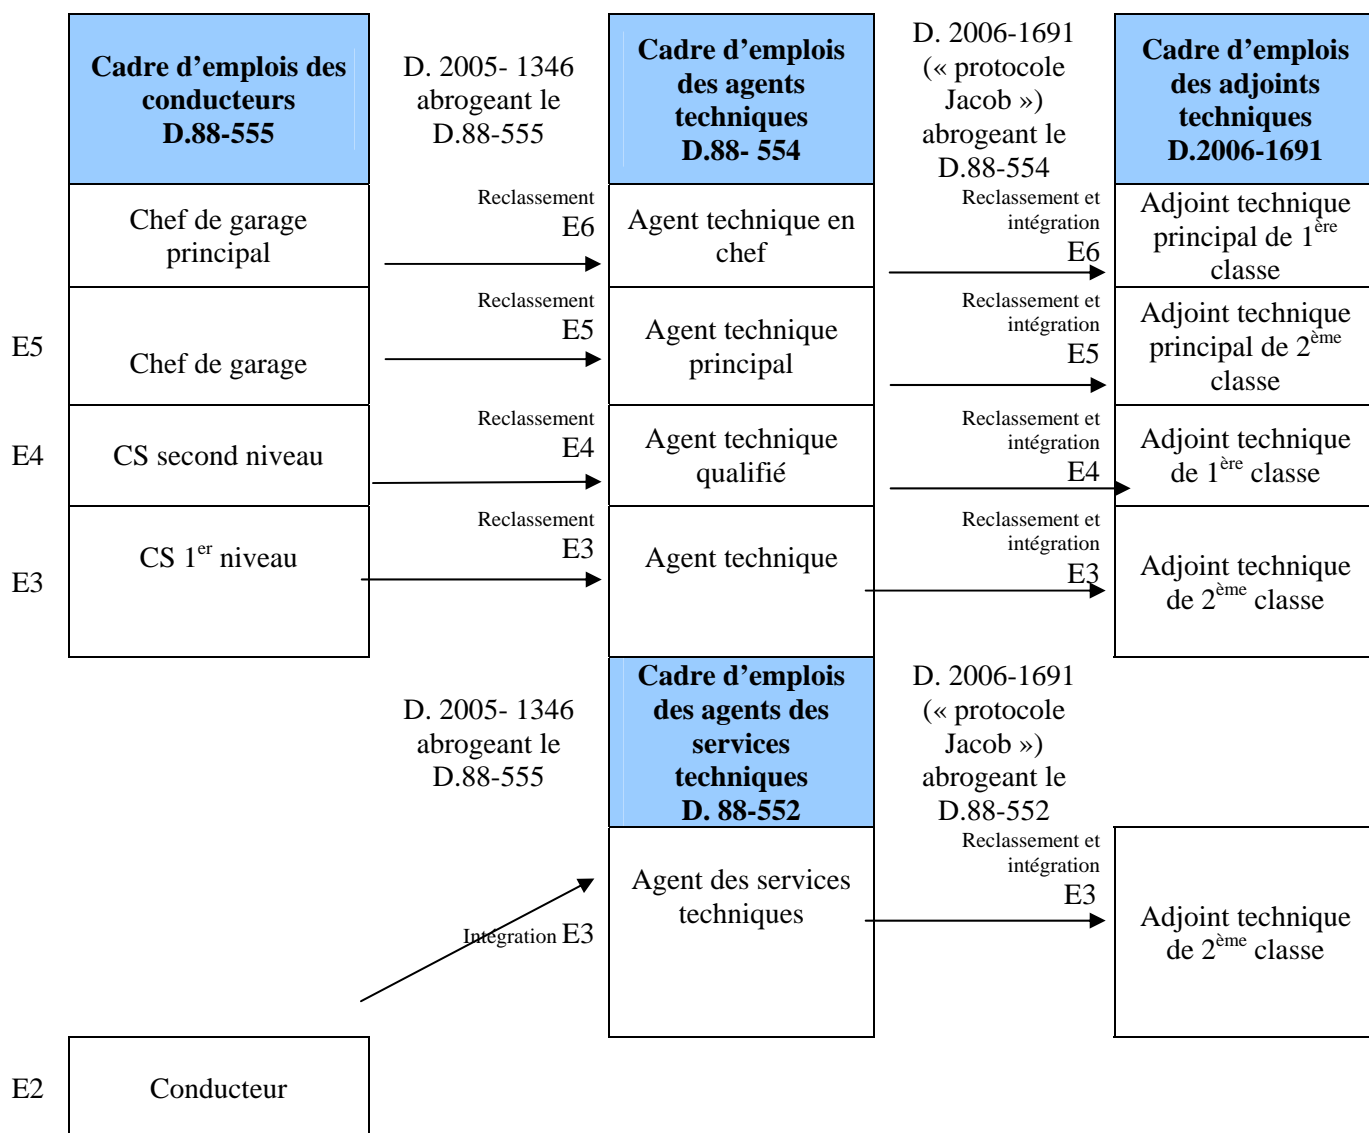 Cadre d'emplois des
conducteurs
D.88-555
D. 2005- 1346
abrogeant le
D.88-555
Cadre d'emplois
des agents
techniques
D.88- 554
D. 2006-1691
(« protocole
Jacob »)
abrogeant le
D.88-554
Cadre d'emplois
des adjoints
techniques
D.2006-1691
Chef de garage
principal
Reclassement
E6
Agent technique en
chef
Reclassement et
intégration
E6
Adjoint technique
principal de 1ère
classe
E5
Chef de garage
Reclassement
E5
Agent technique
principal
Reclassement et
intégration
E5
Adjoint technique
principal de 2ème
classe
E4
CS second niveau
Reclassement
E4
Agent technique
qualifié
Reclassement et
intégration
E4
Adjoint technique
de 1ère classe
E3
CS 1er niveau
Reclassement
E3
Agent technique
Reclassement et
intégration
E3
Adjoint technique
de 2ème classe
D. 2005- 1346
abrogeant le
D.88-555
Cadre d'emplois
des agents des
services
techniques
D. 88-552
D. 2006-1691
(« protocole
Jacob »)
abrogeant le
D.88-552
Intégration E3
Agent des services
techniques
Reclassement et
intégration
E3
Adjoint technique
de 2ème classe
E2
Conducteur